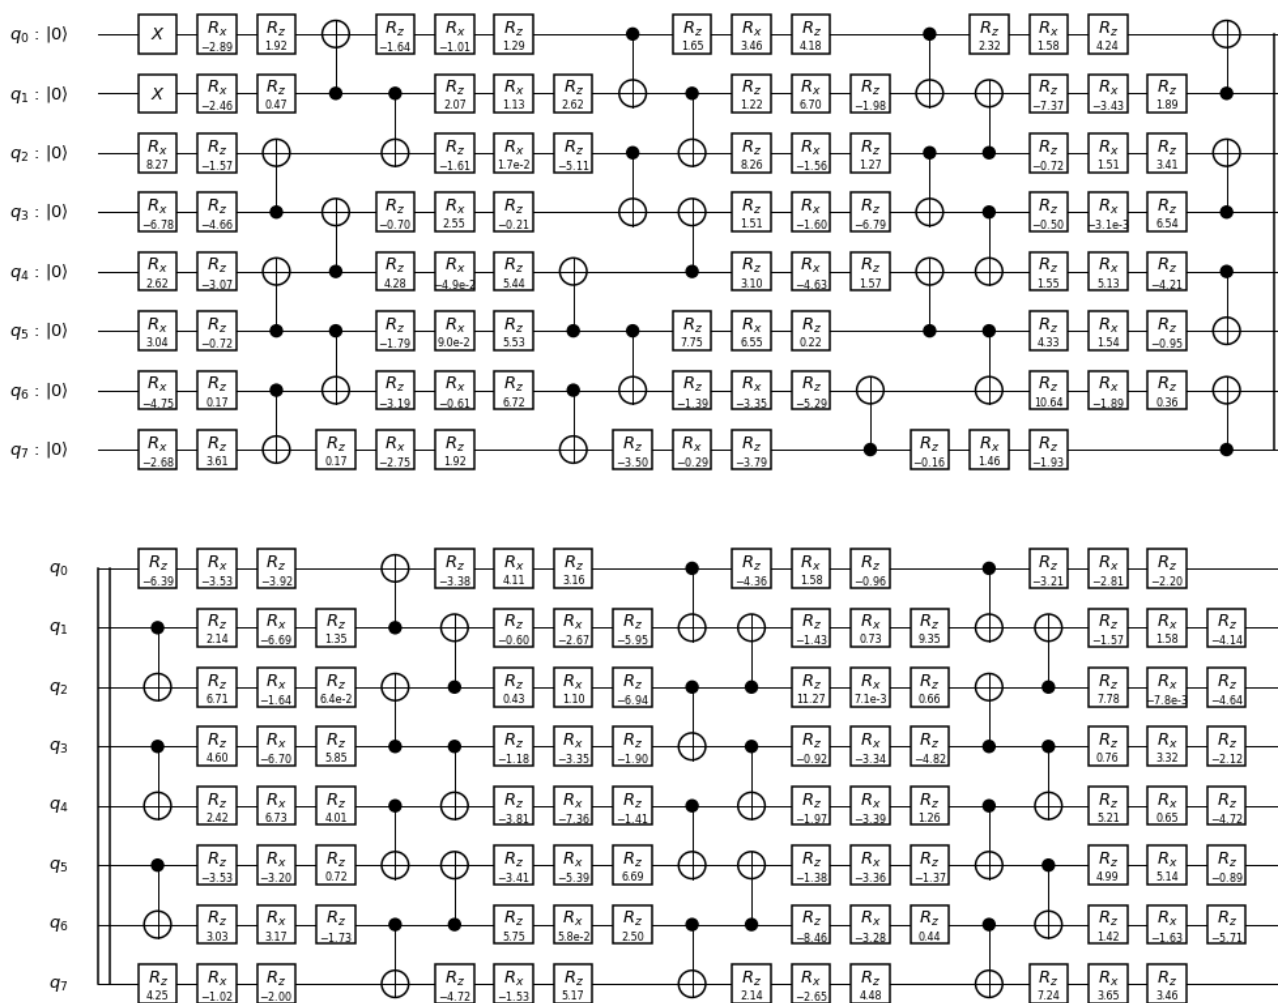 q0 : |0⟩ X Rx −2.89 Rz 1.92 Rz −1.64 Rx −1.01 Rz 1.29 Rz 1.65 Rx 3.46 Rz 4.18 Rz 2.32 Rx 1.58 Rz 4.24
q1 : |0⟩ X Rx −2.46 Rz 0.47 Rz 2.07 Rx 1.13 Rz 2.62 Rz 1.22 Rx 6.70 Rz −1.98 Rz −7.37 Rx −3.43 Rz 1.89
q2 : |0⟩ Rx 8.27 Rz −1.57 Rz −1.61 Rx 1.7e-2 Rz −5.11 Rz 8.26 Rx −1.56 Rz 1.27 Rz −0.72 Rx 1.51 Rz 3.41
q3 : |0⟩ Rx −6.78 Rz −4.66 Rz −0.70 Rx 2.55 Rz −0.21 Rz 1.51 Rx −1.60 Rz −6.79 Rz −0.50 Rx −3.1e-3 Rz 6.54
q4 : |0⟩ Rx 2.62 Rz −3.07 Rz 4.28 Rx −4.9e-2 Rz 5.44 Rz 3.10 Rx −4.63 Rz 1.57 Rz 1.55 Rx 5.13 Rz −4.21
q5 : |0⟩ Rx 3.04 Rz −0.72 Rz −1.79 Rx 9.0e-2 Rz 5.53 Rz 7.75 Rx 6.55 Rz 0.22 Rz 4.33 Rx 1.54 Rz −0.95
q6 : |0⟩ Rx −4.75 Rz 0.17 Rz −3.19 Rx −0.61 Rz 6.72 Rz −1.39 Rx −3.35 Rz −5.29 Rz 10.64 Rx −1.89 Rz 0.36
q7 : |0⟩ Rx −2.68 Rz 3.61 Rz 0.17 Rx −2.75 Rz 1.92 Rz −3.50 Rx −0.29 Rz −3.79 Rz −0.16 Rx 1.46 Rz −1.93
q0 Rz −6.39 Rx −3.53 Rz −3.92 Rz −3.38 Rx 4.11 Rz 3.16 Rz −4.36 Rx 1.58 Rz −0.96 Rz −3.21 Rx −2.81 Rz −2.20
q1 Rz 2.14 Rx −6.69 Rz 1.35 Rz −0.60 Rx −2.67 Rz −5.95 Rz −1.43 Rx 0.73 Rz 9.35 Rz −1.57 Rx 1.58 Rz −4.14
q2 Rz 6.71 Rx −1.64 Rz 6.4e-2 Rz 0.43 Rx 1.10 Rz −6.94 Rz 11.27 Rx 7.1e-3 Rz 0.66 Rz 7.78 Rx −7.8e-3 Rz −4.64
q3 Rz 4.60 Rx −6.70 Rz 5.85 Rz −1.18 Rx −3.35 Rz −1.90 Rz −0.92 Rx −3.34 Rz −4.82 Rz 0.76 Rx 3.32 Rz −2.12
q4 Rz 2.42 Rx 6.73 Rz 4.01 Rz −3.81 Rx −7.36 Rz −1.41 Rz −1.97 Rx −3.39 Rz 1.26 Rz 5.21 Rx 0.65 Rz −4.72
q5 Rz −3.53 Rx −3.20 Rz 0.72 Rz −3.41 Rx −5.39 Rz 6.69 Rz −1.38 Rx −3.36 Rz −1.37 Rz 4.99 Rx 5.14 Rz −0.89
q6 Rz 3.03 Rx 3.17 Rz −1.73 Rz 5.75 Rx 5.8e-2 Rz 2.50 Rz −8.46 Rx −3.28 Rz 0.44 Rz 1.42 Rx −1.63 Rz −5.71
q7 Rz 4.25 Rx −1.02 Rz −2.00 Rz −4.72 Rx −1.53 Rz 5.17 Rz 2.14 Rx −2.65 Rz 4.48 Rz 7.24 Rx 3.65 Rz 3.46